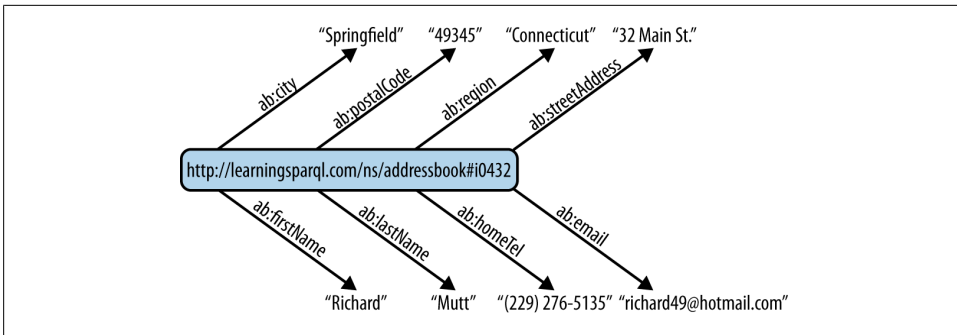 “Springfield” “49345” “Connecticut” “32 Main St.”
ab:city ab:postalCode ab:region ab:streetAddress
http://learningsparql.com/ns/addressbook#i0432
ab:firstName ab:lastName ab:homeTel ab:email
“Richard” “Mutt” “(229) 276-5135” “richard49@hotmail.com”